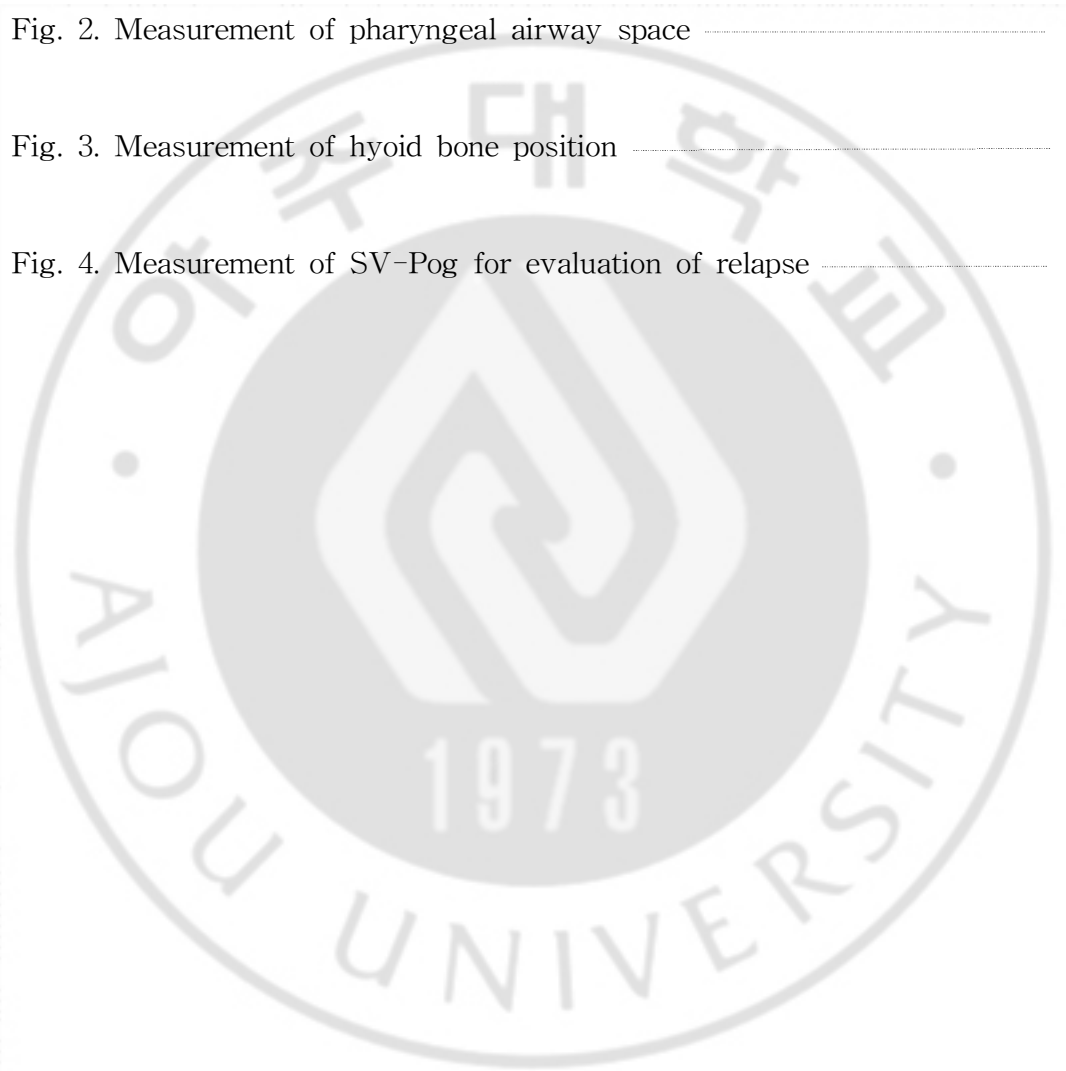 Fig. 2. Measurement of pharyngeal airway space
Fig. 3. Measurement of hyoid bone position
Fig. 4. Measurement of SV-Pog for evaluation of relapse
아주대학교
1973
AJOU UNIVERSITY